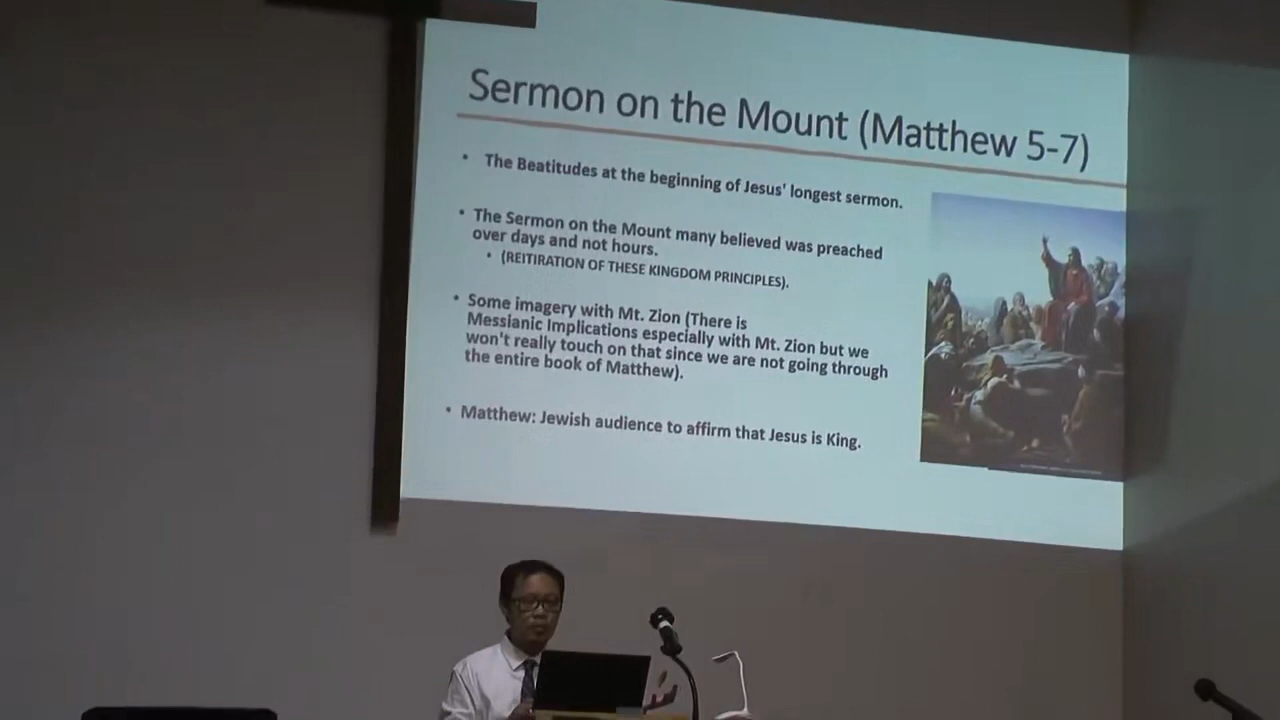 Sermon on the Mount (Matthew 5-7)
• The Beatitudes at the beginning of Jesus' longest sermon.
• The Sermon on the Mount many believed was preached
over days and not hours.
• (REITIRATION OF THESE KINGDOM PRINCIPLES).
• Some imagery with Mt. Zion (There is
Messianic Implications especially with Mt. Zion but we
won't really touch on that since we are not going through
the entire book of Matthew).
• Matthew: Jewish audience to affirm that Jesus is King.